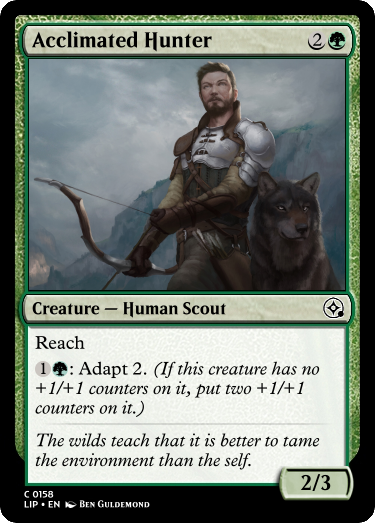 Acclimated Hunter 2
Creature — Human Scout
Reach
1 : Adapt 2. (If this creature has no
+1/+1 counters on it, put two +1/+1
counters on it.)
The wilds teach that it is better to tame
the environment than the self.
2/3
C 0158
LIP • EN Ben Guldemond